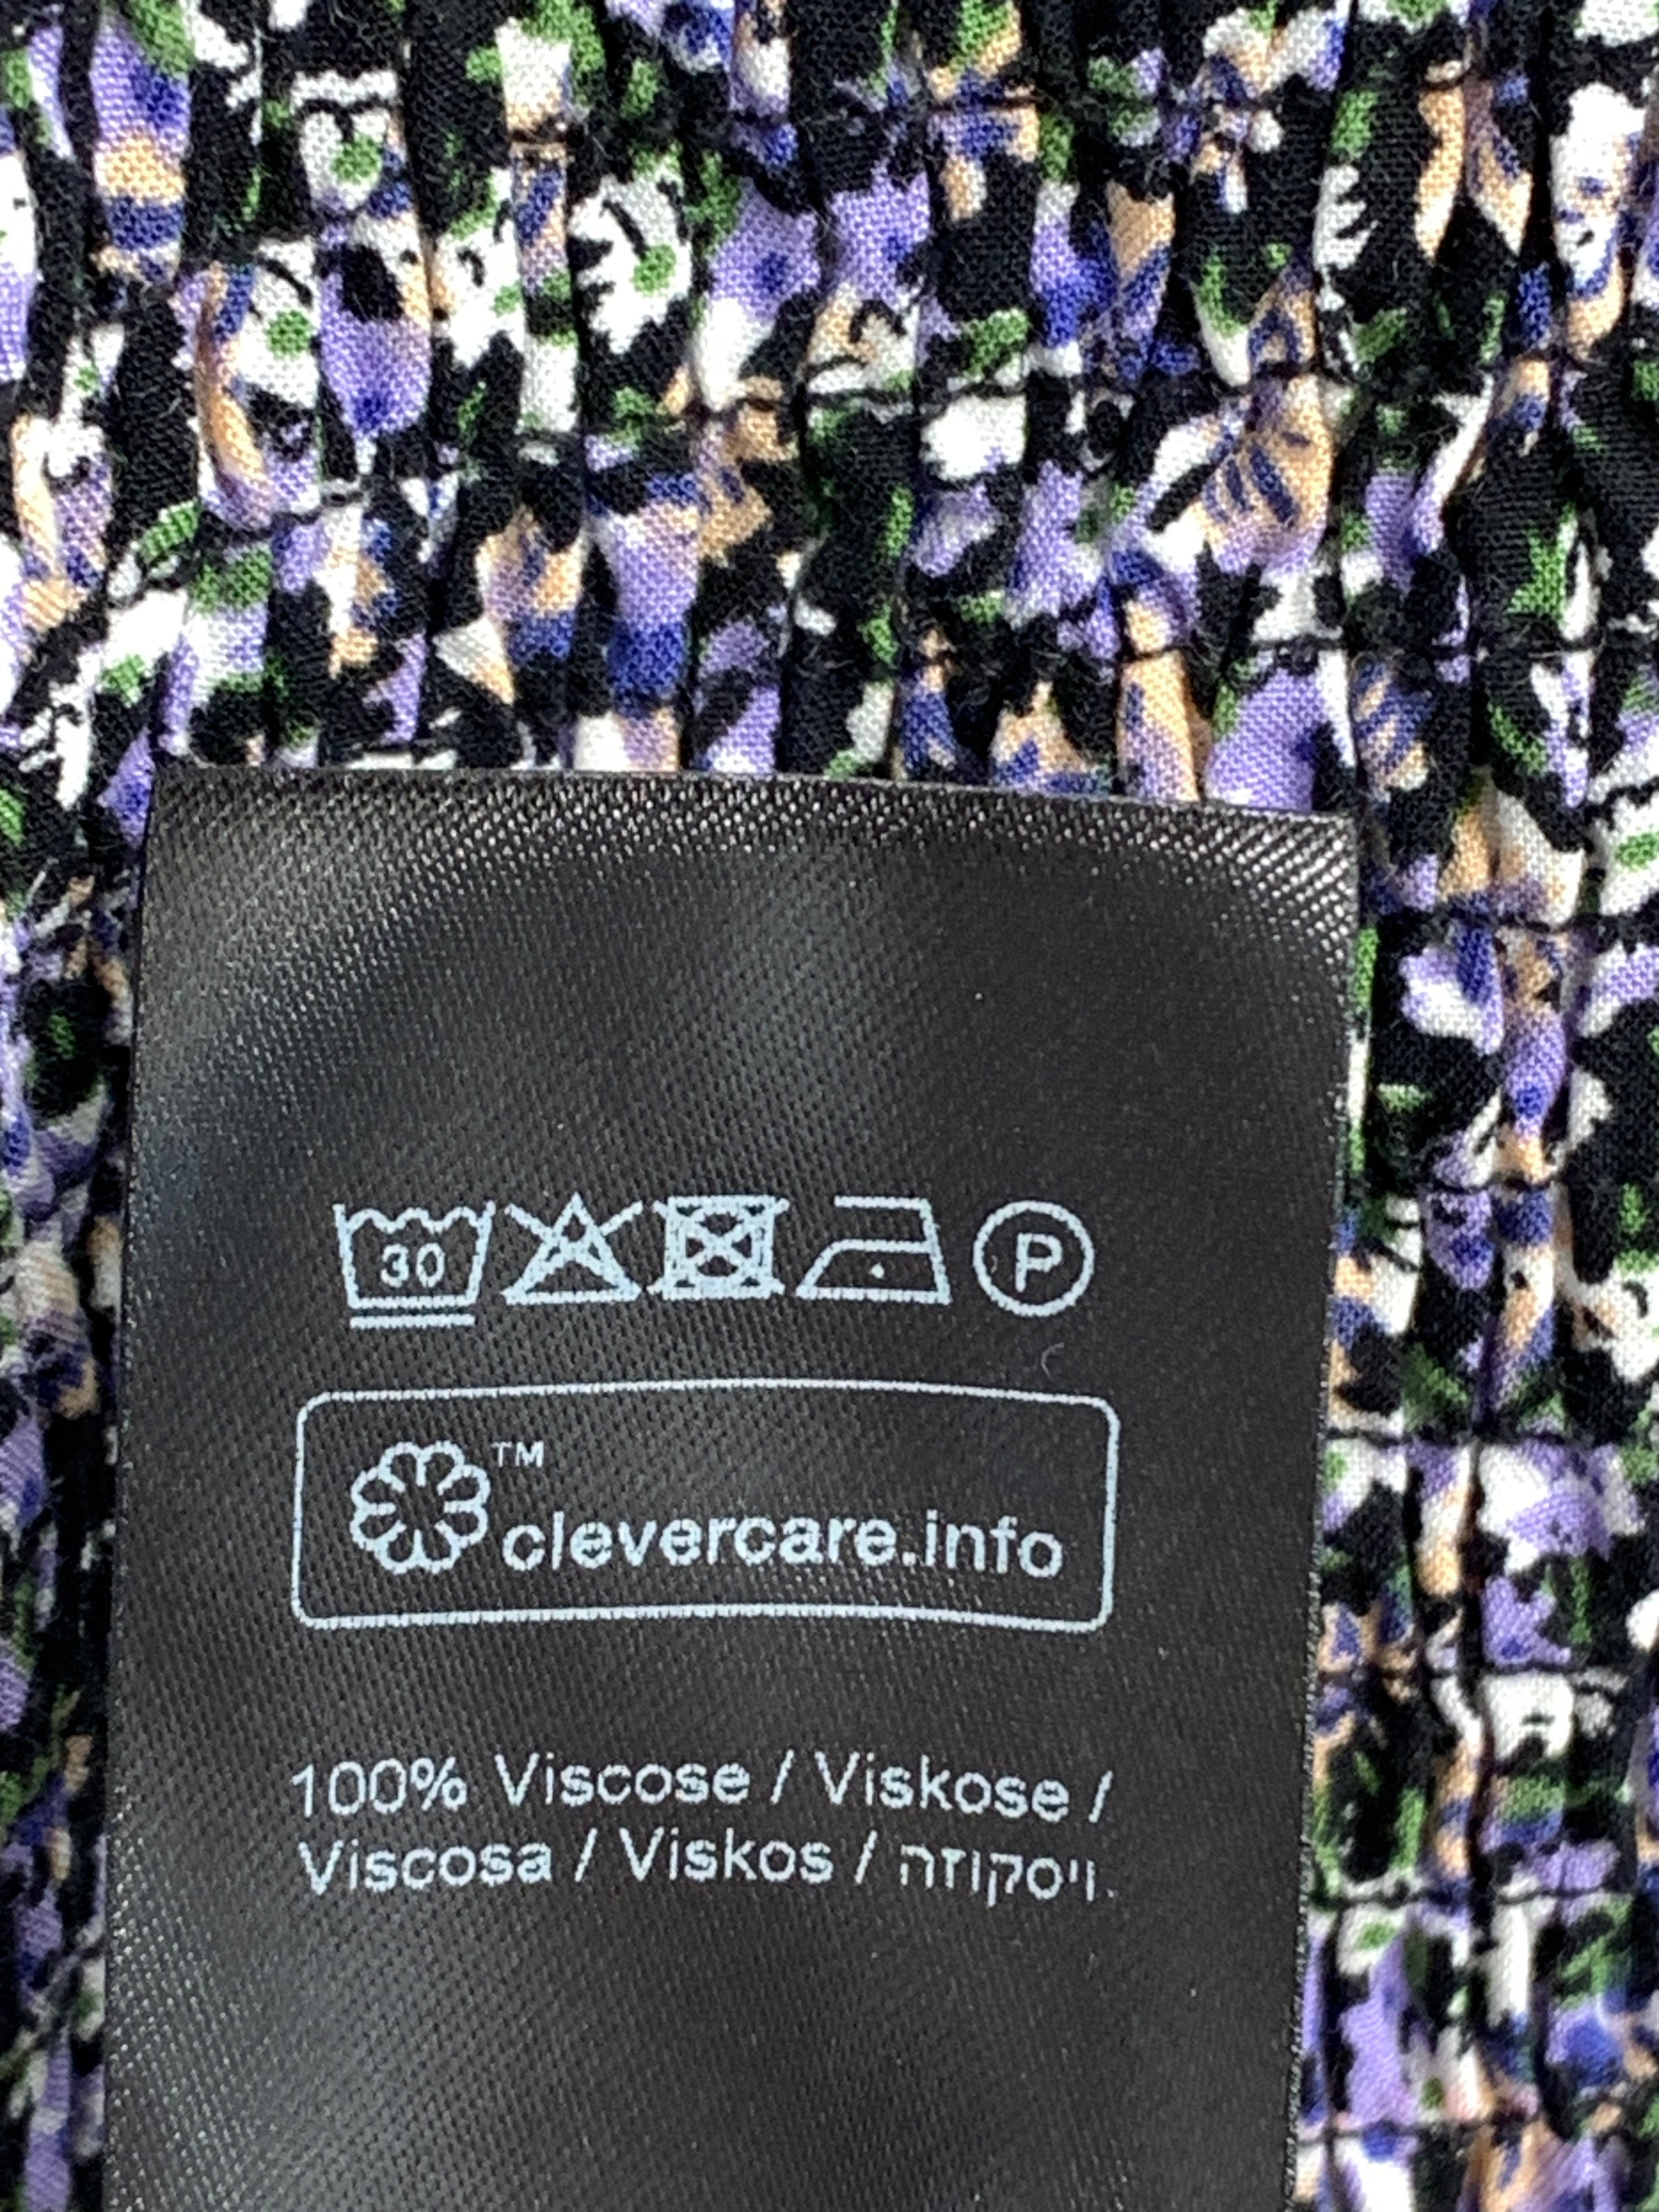 30 P
™
clevercare.info
100% Viscose / Viskose /
Viscosa / Viskos / ויסקוזה.